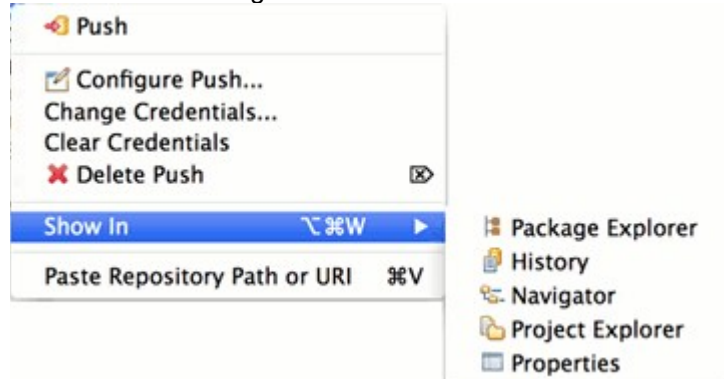 Push
Configure Push...
Change Credentials...
Clear Credentials
Delete Push ⌦
Show In ⌥⌘W ▶
Paste Repository Path or URI ⌘V
Package Explorer
History
Navigator
Project Explorer
Properties